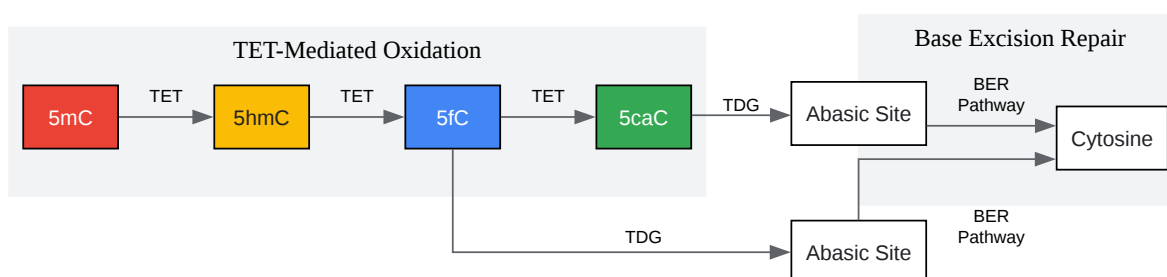 TET-Mediated Oxidation
Base Excision Repair
5mC
TET
5hmC
TET
5fC
TET
5caC
TDG
Abasic Site
BER
Pathway
Cytosine
TDG
Abasic Site
BER
Pathway